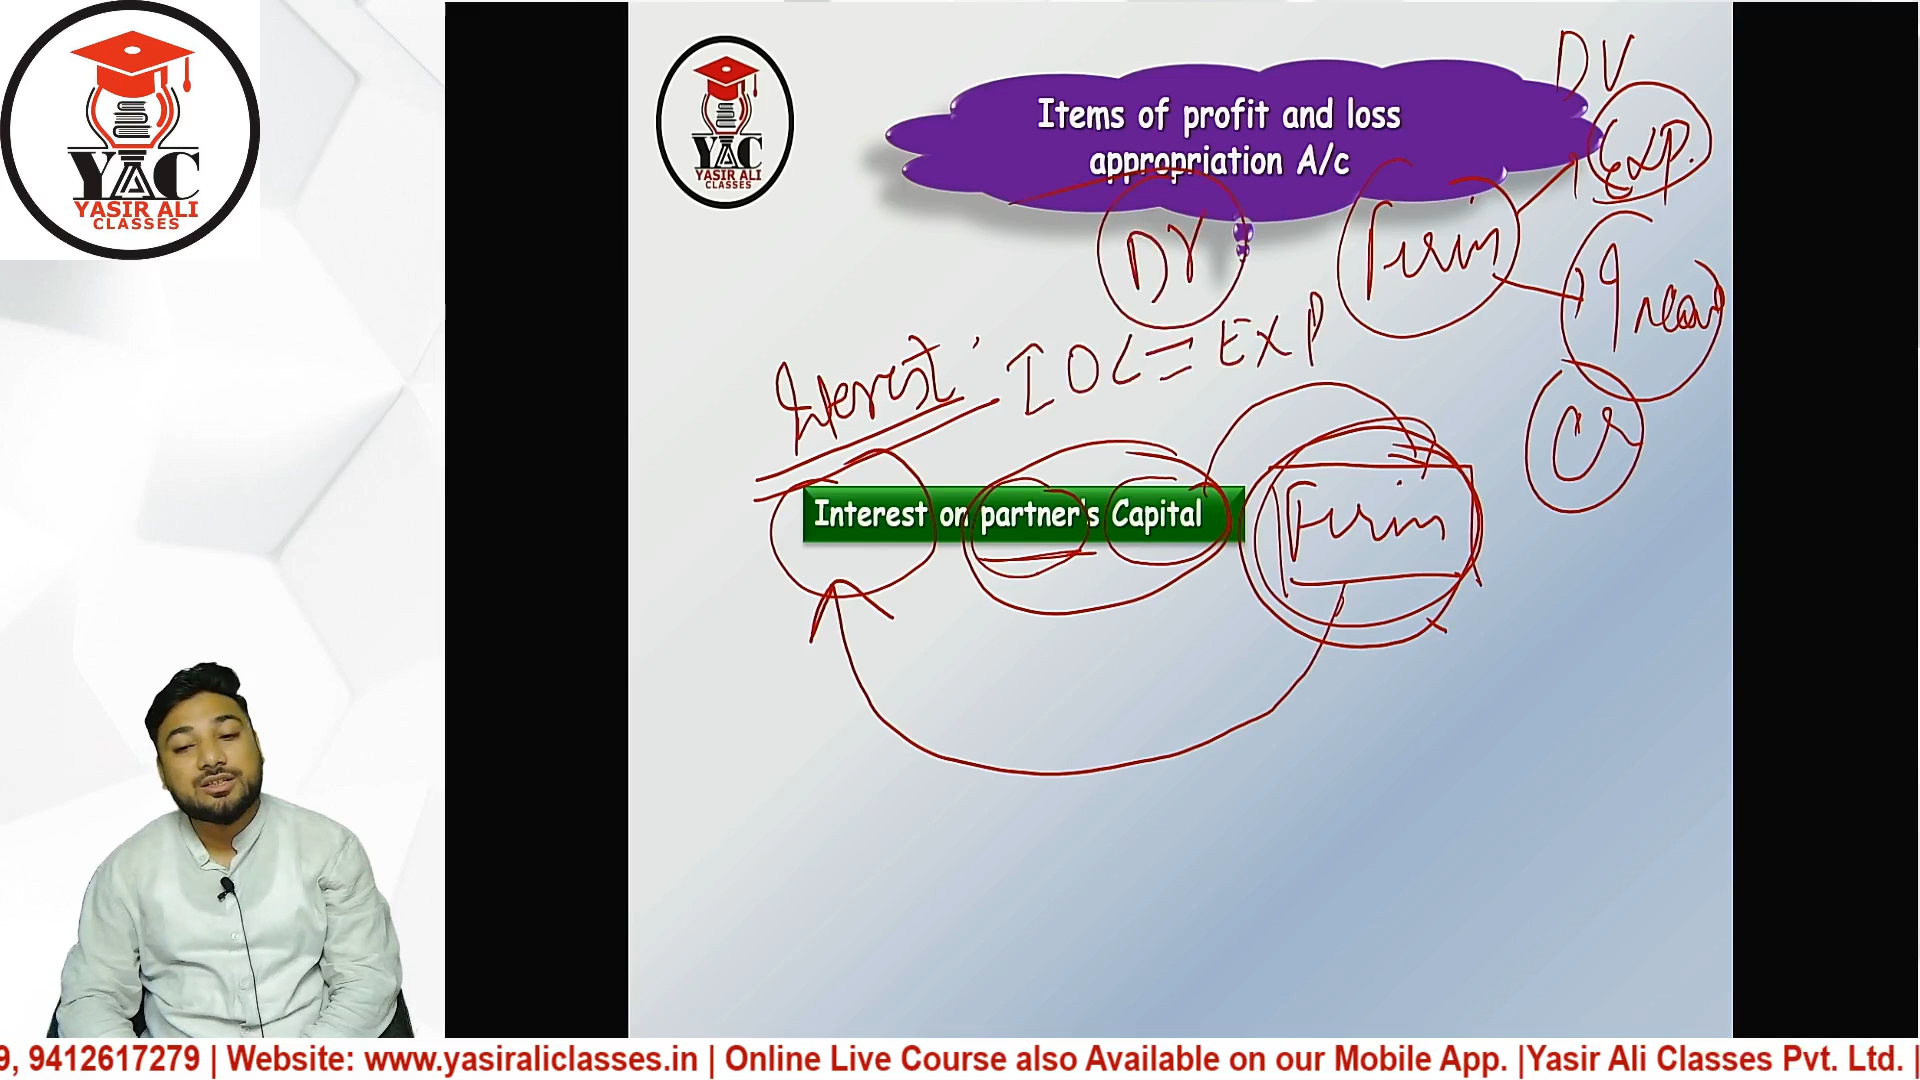 YAC
YASIR ALI
CLASSES
YAC
YASIR ALI
CLASSES
Items of profit and loss
appropriation A/c
Exp.
Dr
Firm
Cr
Interest
IOC = EXP
Interest on partner's Capital
Firm
9, 9412617279 | Website: www.yasiraliclasses.in | Online Live Course also Available on our Mobile App. |Yasir Ali Classes Pvt. Ltd. |